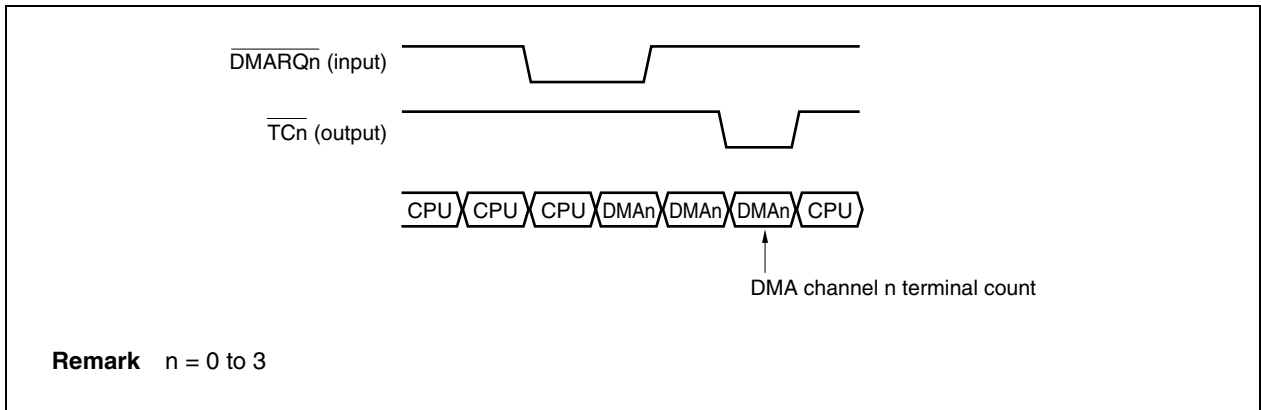 DMARQn (input)
TCn (output)
CPU CPU CPU DMAn DMAn DMAn CPU
DMA channel n terminal count
Remark n = 0 to 3